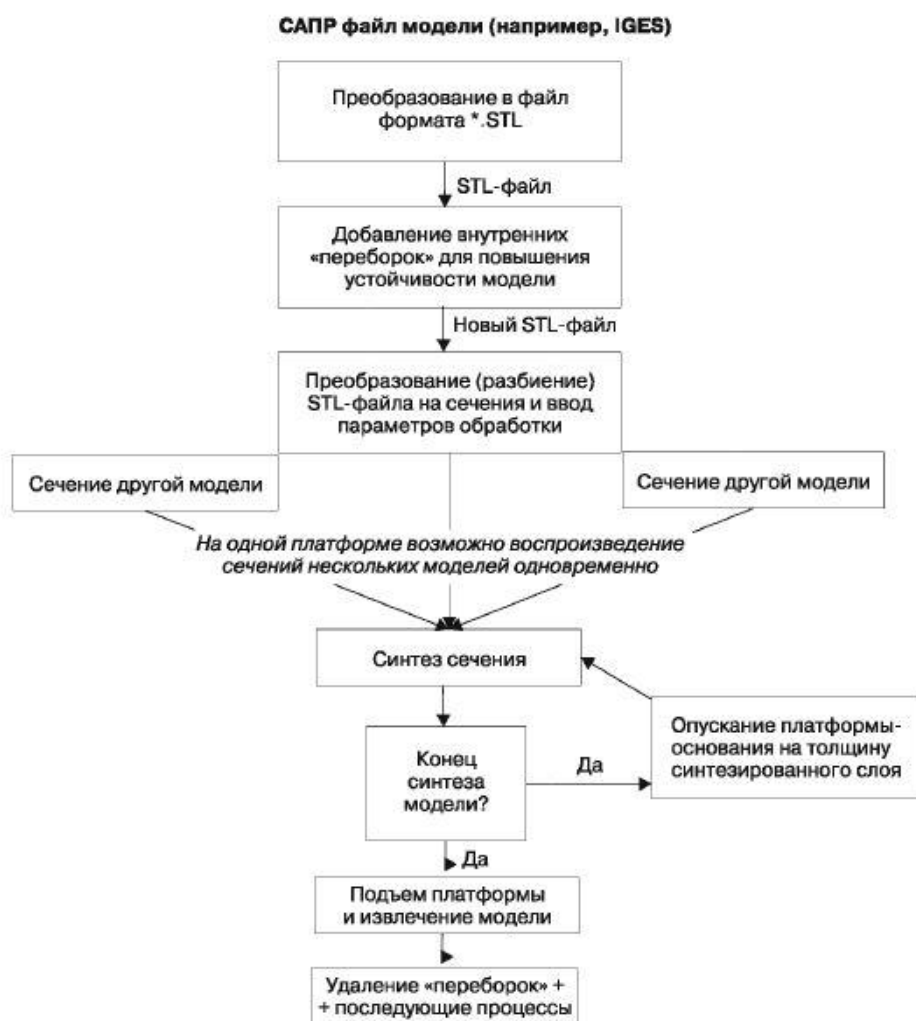 САПР файл модели (например, IGES)
Преобразование в файл
формата *.STL
STL-файл
Добавление внутренних
«переборок» для повышения
устойчивости модели
Новый STL-файл
Преобразование (разбиение)
STL-файла на сечения и ввод
параметров обработки
Сечение другой модели
Сечение другой модели
На одной платформе возможно воспроизведение
сечений нескольких моделей одновременно
Синтез сечения
Опускание платформы-
основания на толщину
синтезированного слоя
Конец
синтеза
модели?
Да
Да
Подъем платформы
и извлечение модели
Удаление «переборок» +
+ последующие процессы